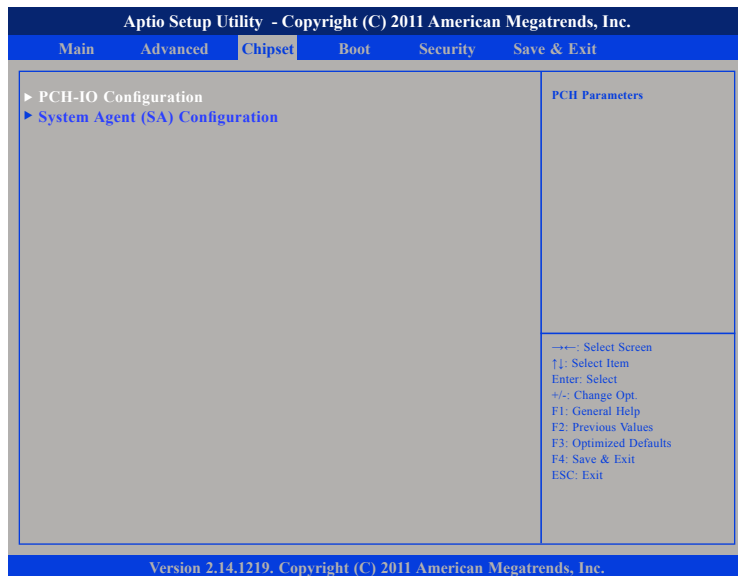 Aptio Setup Utility - Copyright (C) 2011 American Megatrends, Inc.
Main Advanced Chipset Boot Security Save & Exit
► PCH-IO Configuration
► System Agent (SA) Configuration
PCH Parameters
→←: Select Screen
↑↓: Select Item
Enter: Select
+/-: Change Opt.
F1: General Help
F2: Previous Values
F3: Optimized Defaults
F4: Save & Exit
ESC: Exit
Version 2.14.1219. Copyright (C) 2011 American Megatrends, Inc.